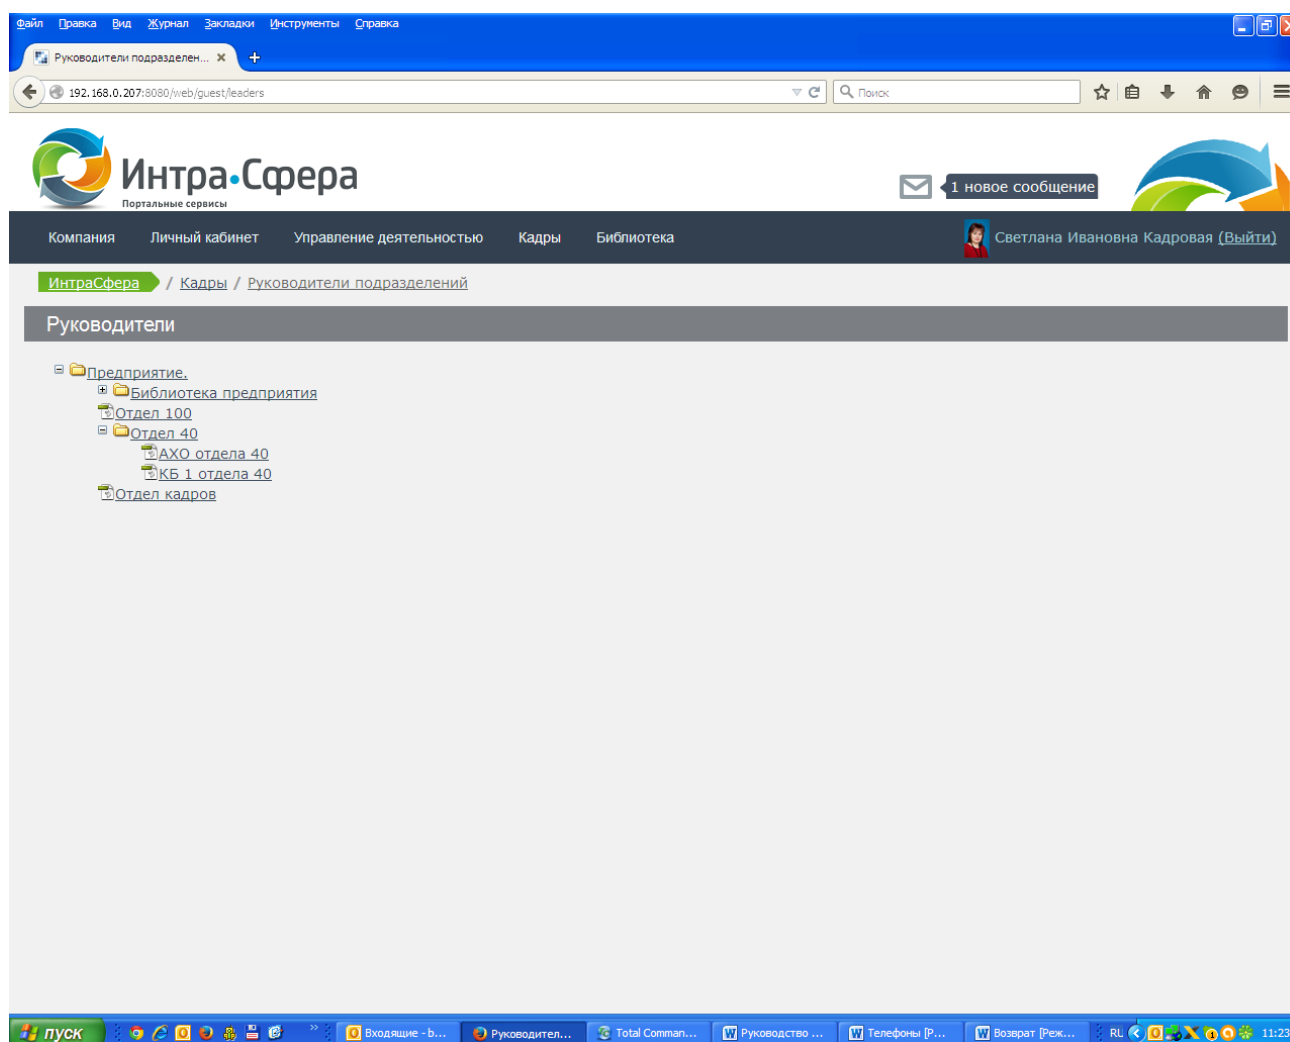 Файл Правка Вид Журнал Закладки Инструменты Справка
Руководители подразделен...
192.168.0.207:8080/web/guest/leaders
Поиск
Интра•Сфера
Портальные сервисы
1 новое сообщение
Компания Личный кабинет Управление деятельностью Кадры Библиотека Светлана Ивановна Кадровая (Выйти)
ИнтраСфера / Кадры / Руководители подразделений
Руководители
Предприятие.
Библиотека предприятия
Отдел 100
Отдел 40
АХО отдела 40
КБ 1 отдела 40
Отдел кадров
пуск Входящие - b... Руководител... Total Comman... Руководство ... Телефоны [Р... Возврат [Реж... RU 11:23